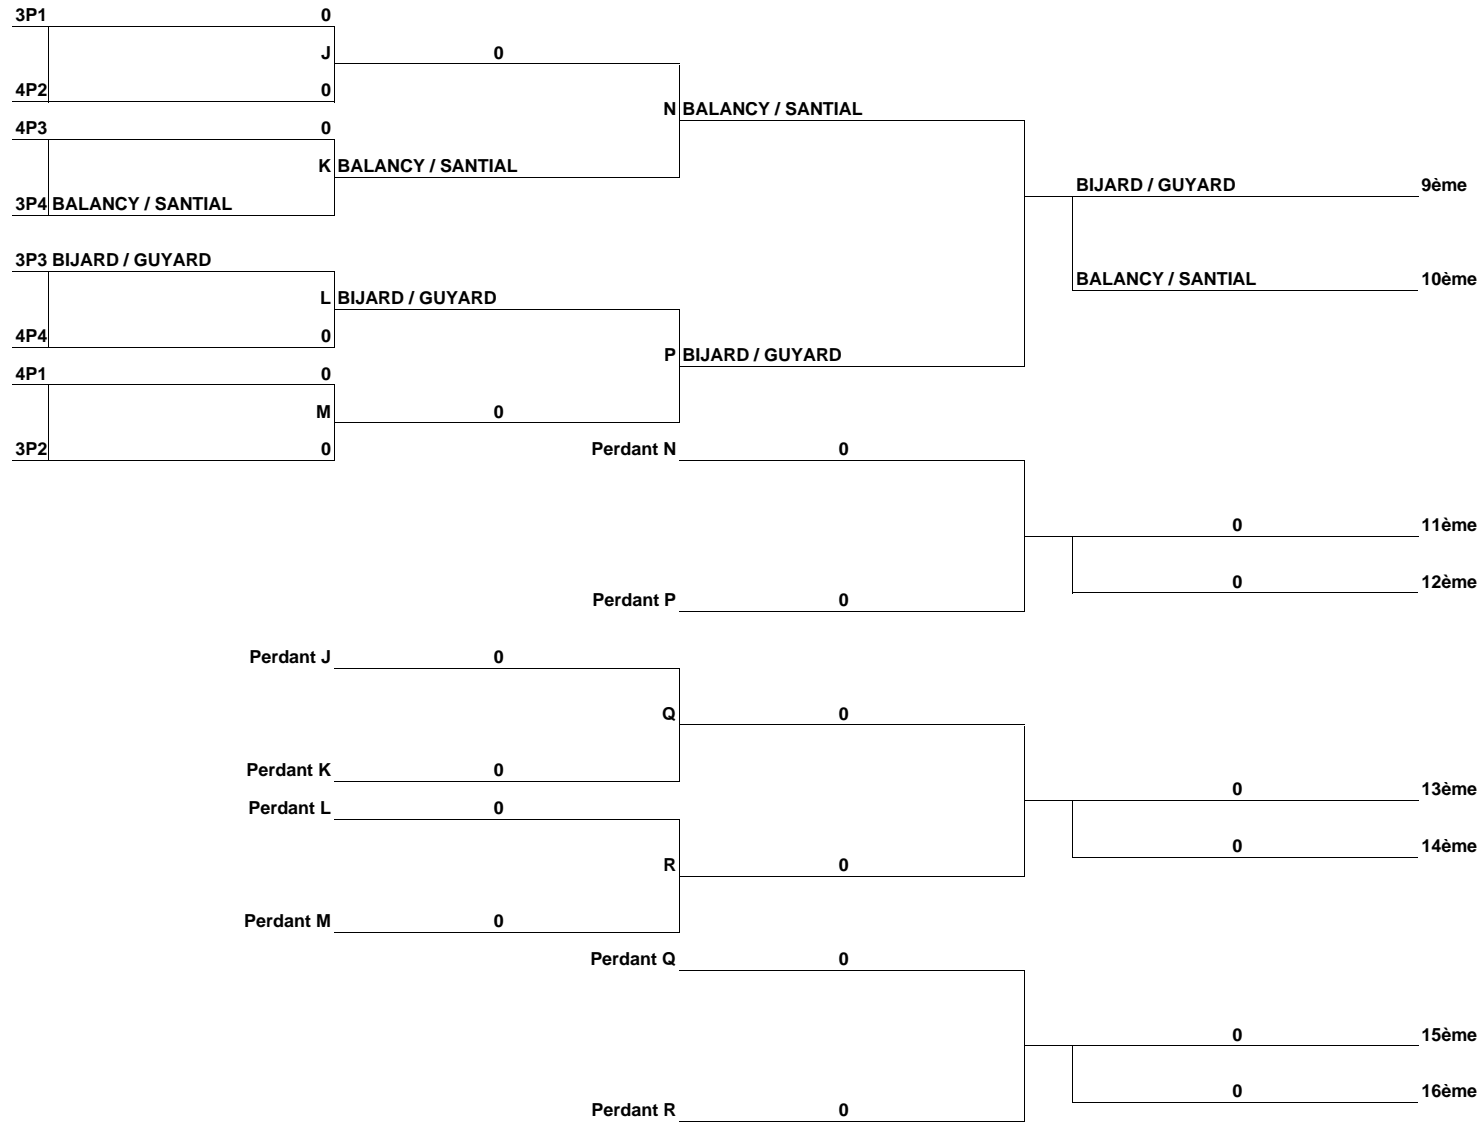 3P1 0
J 0
4P2 0
N BALANCY / SANTIAL
4P3 0
K BALANCY / SANTIAL
BIJARD / GUYARD 9ème
3P4 BALANCY / SANTIAL
3P3 BIJARD / GUYARD
BALANCY / SANTIAL 10ème
L BIJARD / GUYARD
4P4 0
P BIJARD / GUYARD
4P1 0
M 0
3P2 0
Perdant N 0
0 11ème
0 12ème
Perdant P 0
Perdant J 0
Q 0
Perdant K 0
0 13ème
Perdant L 0
0 14ème
R 0
Perdant M 0
Perdant Q 0
0 15ème
0 16ème
Perdant R 0